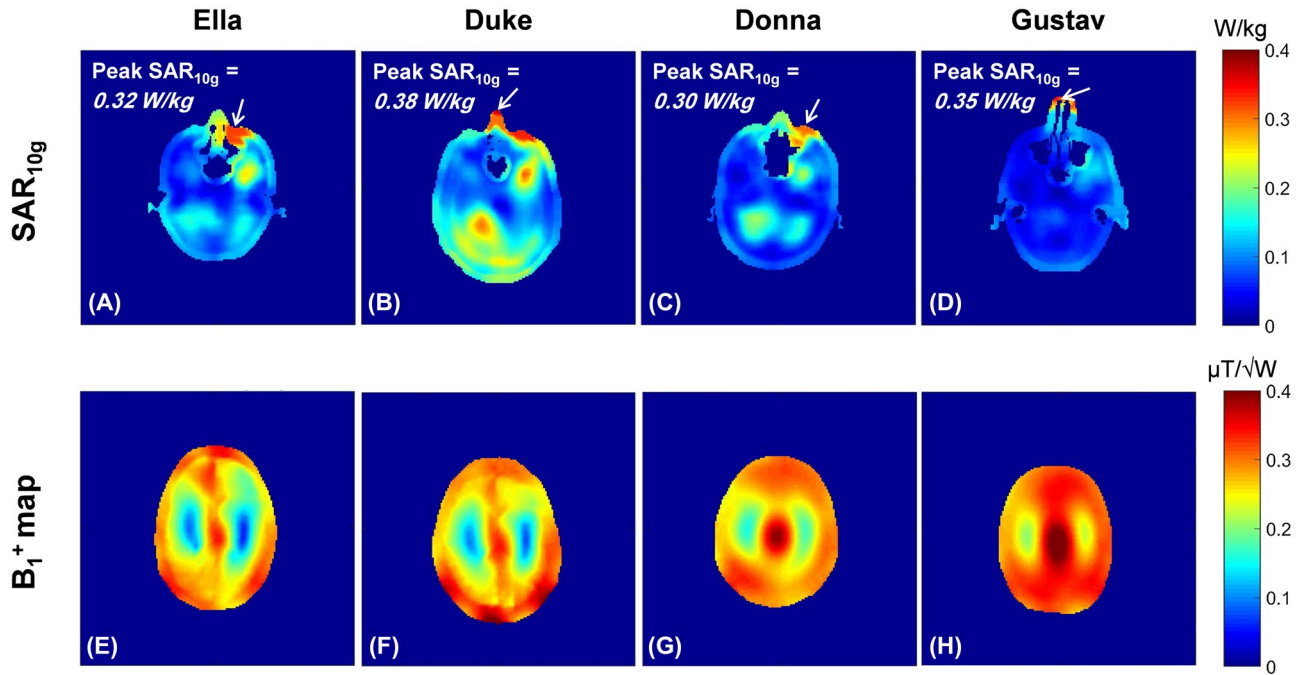 Ella Duke Donna Gustav
W/kg
Peak SAR10g =
0.32 W/kg
Peak SAR10g =
0.38 W/kg
Peak SAR10g =
0.30 W/kg
Peak SAR10g =
0.35 W/kg
SAR10g
(A) (B) (C) (D)
0.4
0.3
0.2
0.1
0
µT/√W
B1+ map
(E) (F) (G) (H)
0.4
0.3
0.2
0.1
0